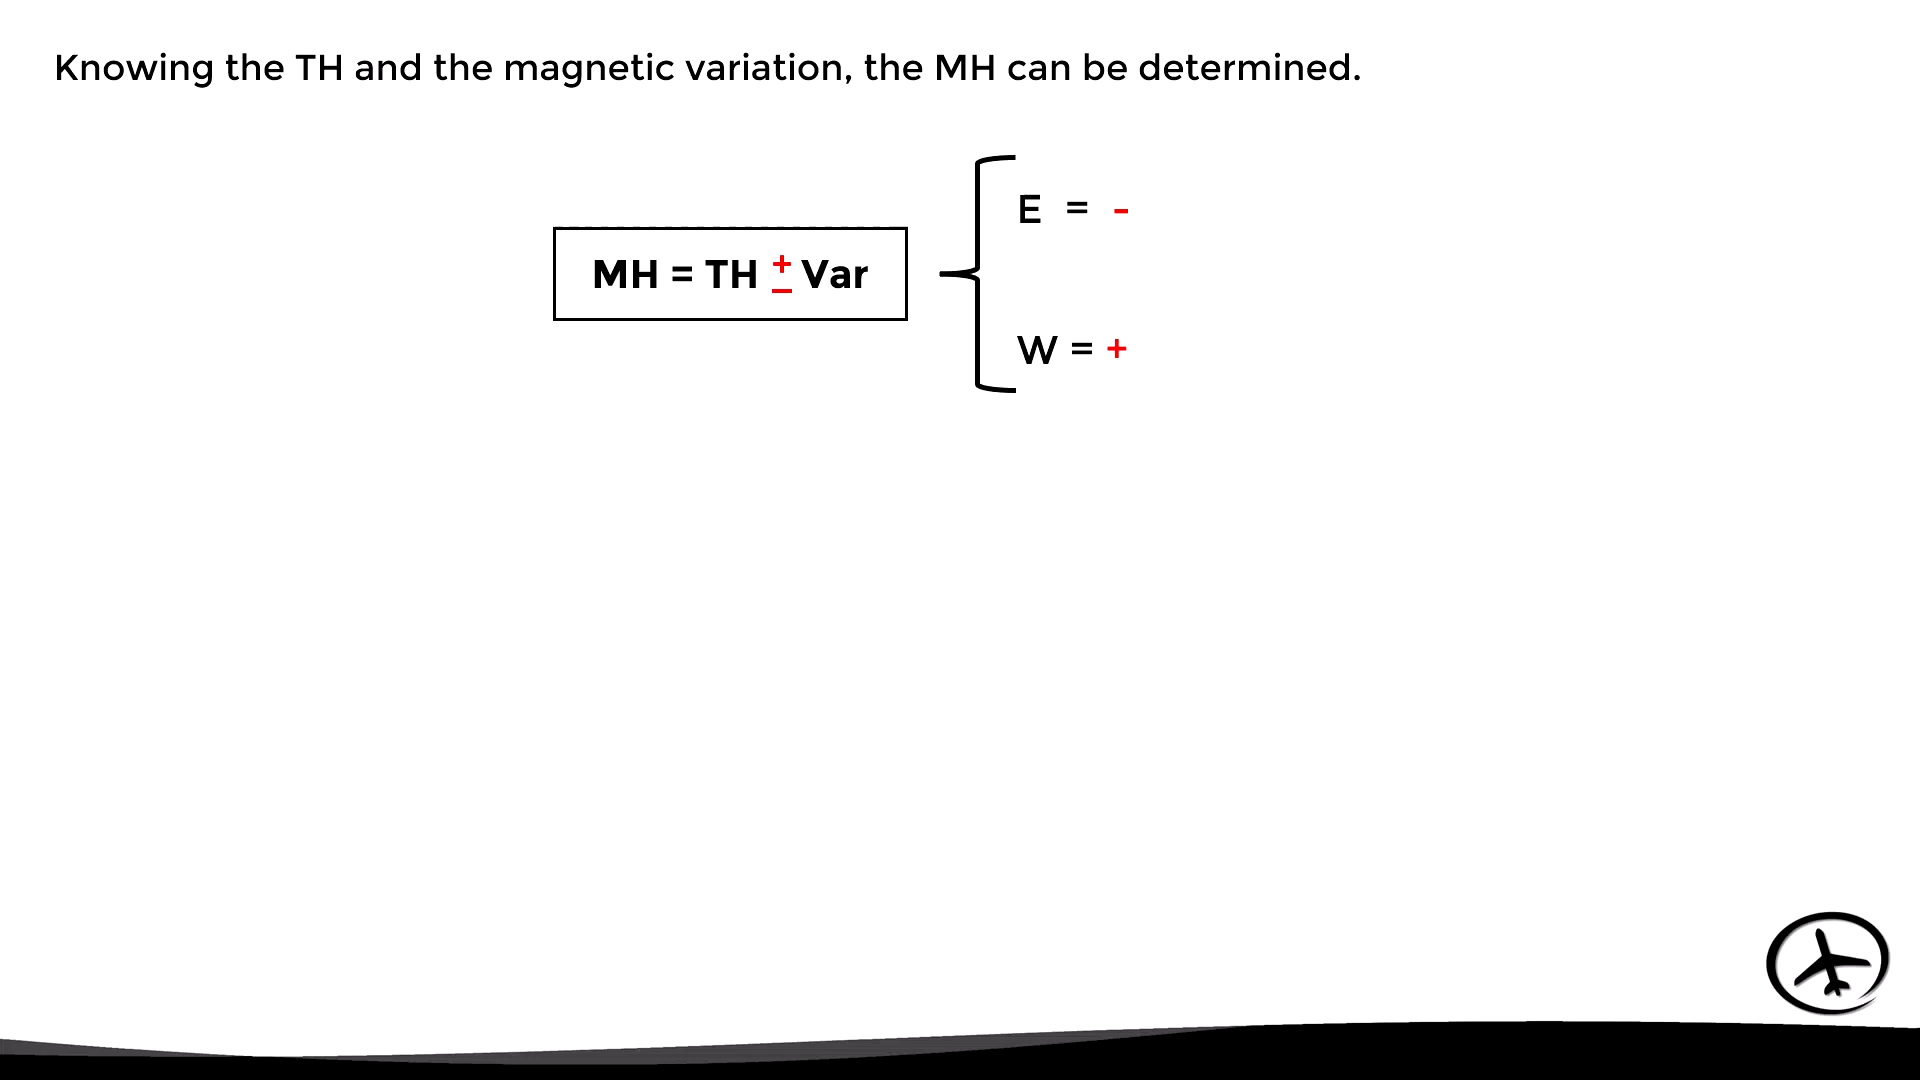 Knowing the TH and the magnetic variation, the MH can be determined.
E = -
MH = TH ± Var
W = +